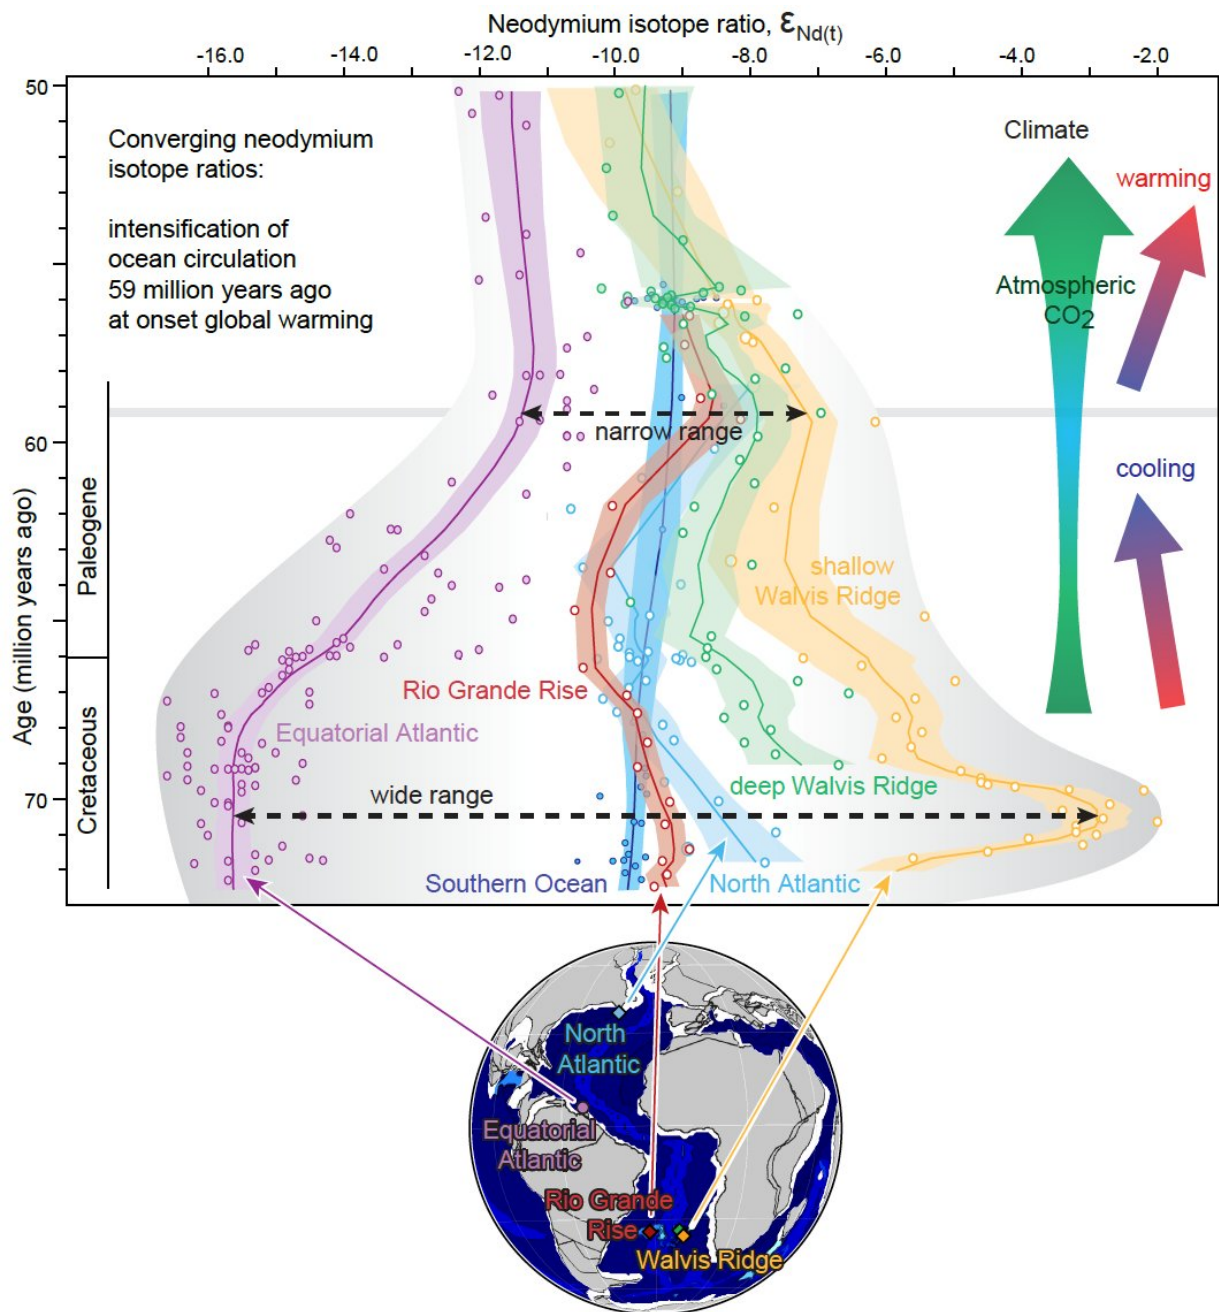 Neodymium isotope ratio, εNd(t)
-16.0 -14.0 -12.0 -10.0 -8.0 -6.0 -4.0 -2.0
50
Converging neodymium
isotope ratios:
intensification of
ocean circulation
59 million years ago
at onset global warming
Climate
warming
Atmospheric
CO2
60
narrow range
cooling
Age (million years ago)
Paleogene
Cretaceous
shallow
Walvis Ridge
Rio Grande Rise
Equatorial Atlantic
deep Walvis Ridge
70
wide range
Southern Ocean
North Atlantic
North
Atlantic
Equatorial
Atlantic
Rio Grande
Rise
Walvis Ridge